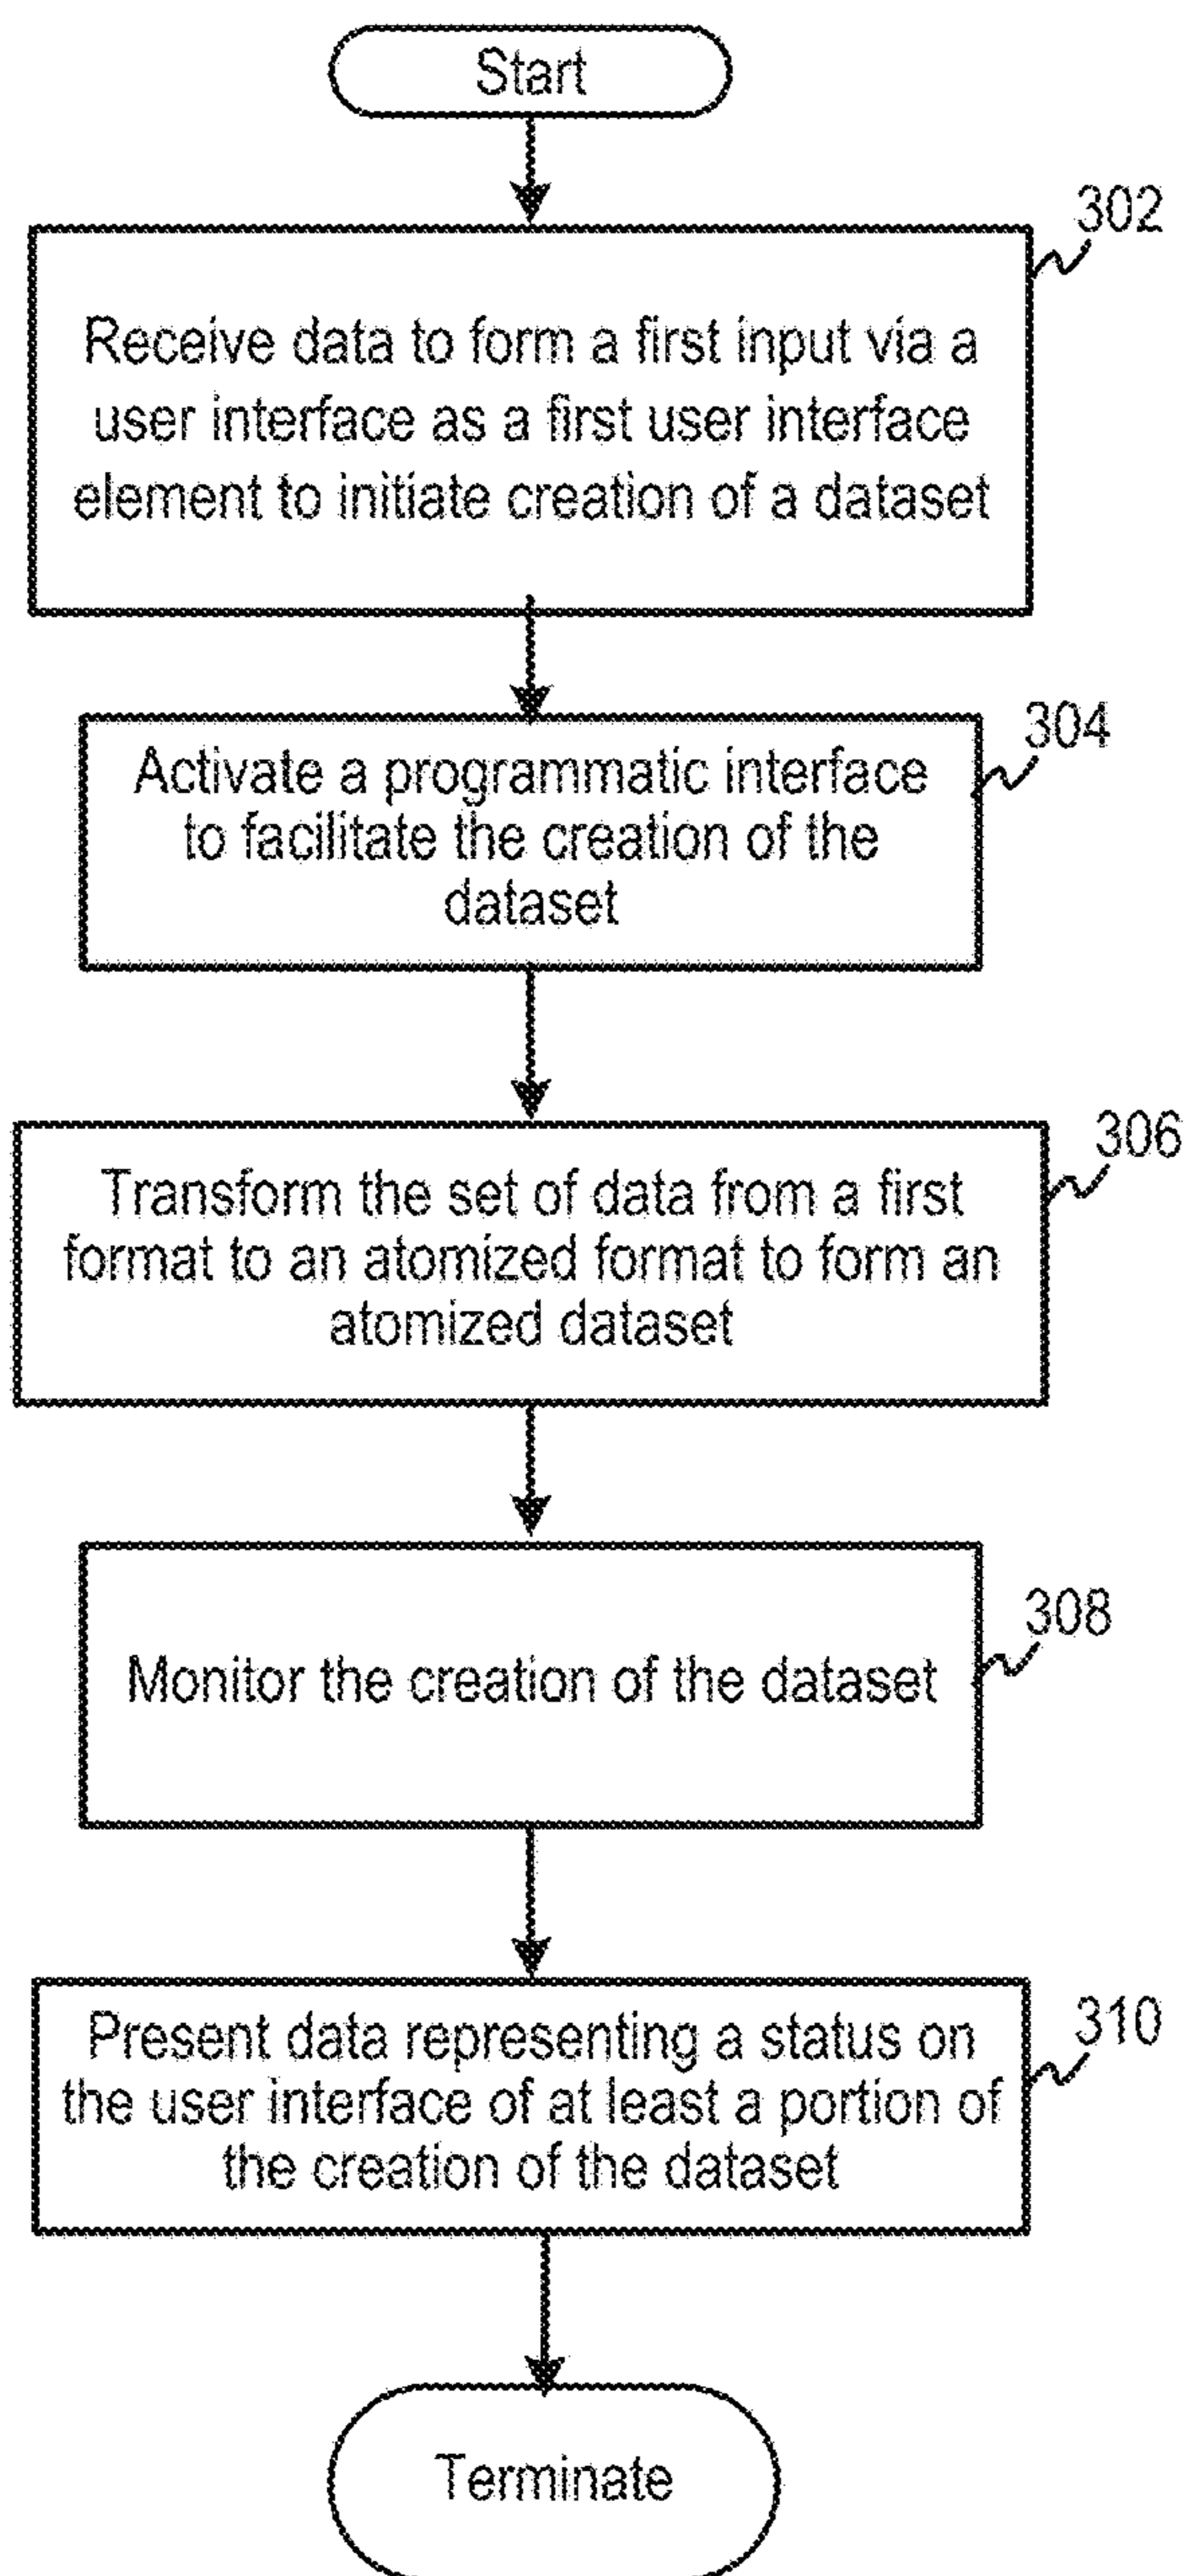 Start
302
Receive data to form a first input via a
user interface as a first user interface
element to initiate creation of a dataset
304
Activate a programmatic interface
to facilitate the creation of the
dataset
306
Transform the set of data from a first
format to an atomized format to form an
atomized dataset
308
Monitor the creation of the dataset
310
Present data representing a status on
the user interface of at least a portion of
the creation of the dataset
Terminate